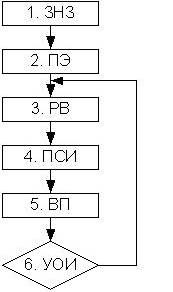 1. ЗНЗ
2. ПЭ
3. РВ
4. ПСИ
5. ВП
6. УОИ